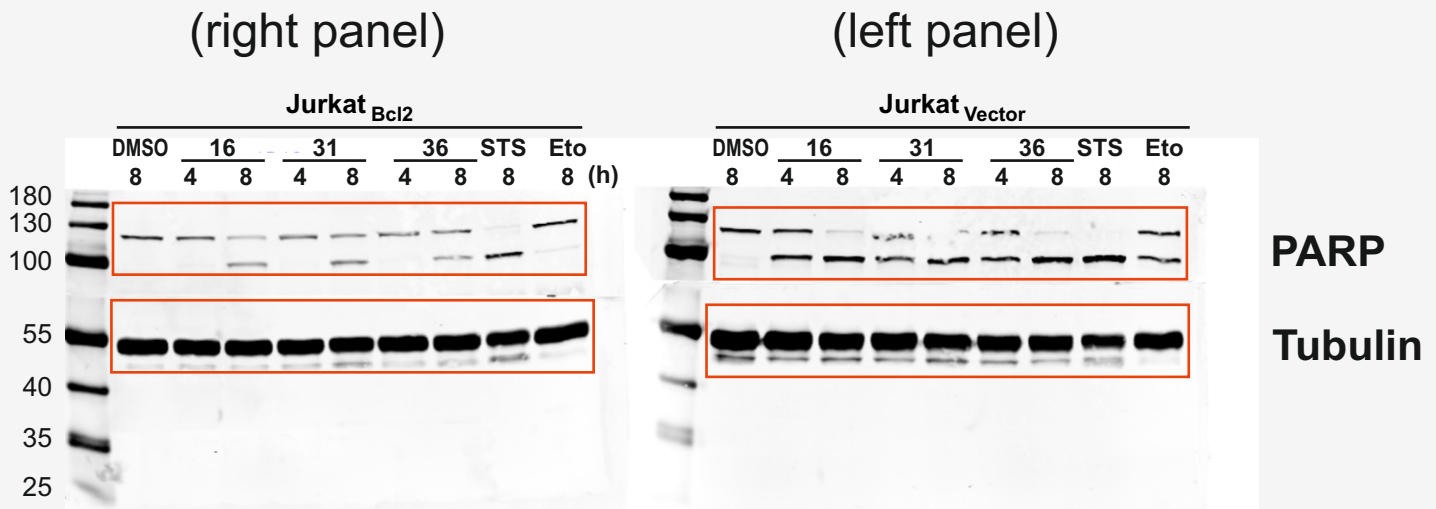 (right panel) (left panel)
Jurkat Bcl2 Jurkat Vector
DMSO 16 31 36 STS Eto DMSO 16 31 36 STS Eto
8 4 8 4 8 4 8 8 8 (h) 8 4 8 4 8 4 8 8 8
180
130
100
PARP
55
Tubulin
40
35
25